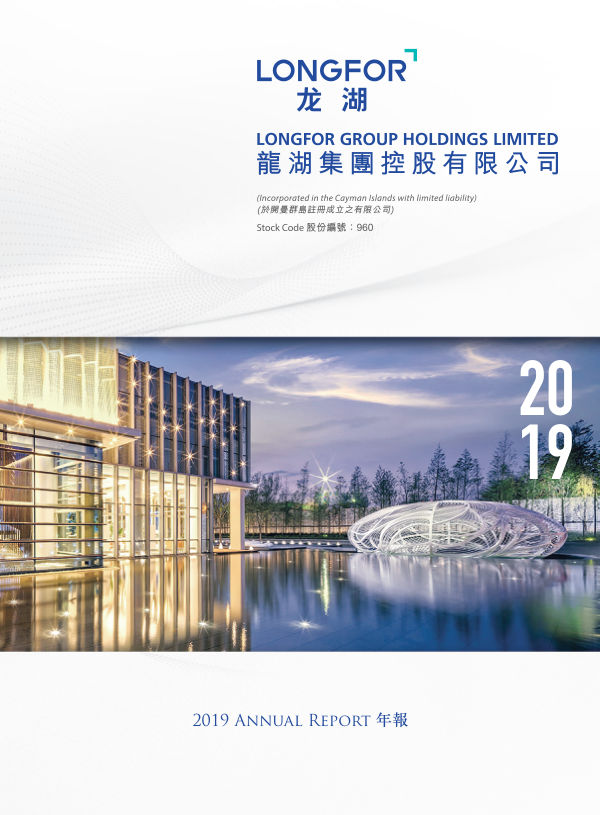 LONGFOR
龙湖
LONGFOR GROUP HOLDINGS LIMITED
龍湖集團控股有限公司
(Incorporated in the Cayman Islands with limited liability)
(於開曼群島註冊成立之有限公司)
Stock Code 股份編號：960
20
19
2019 Annual Report 年報